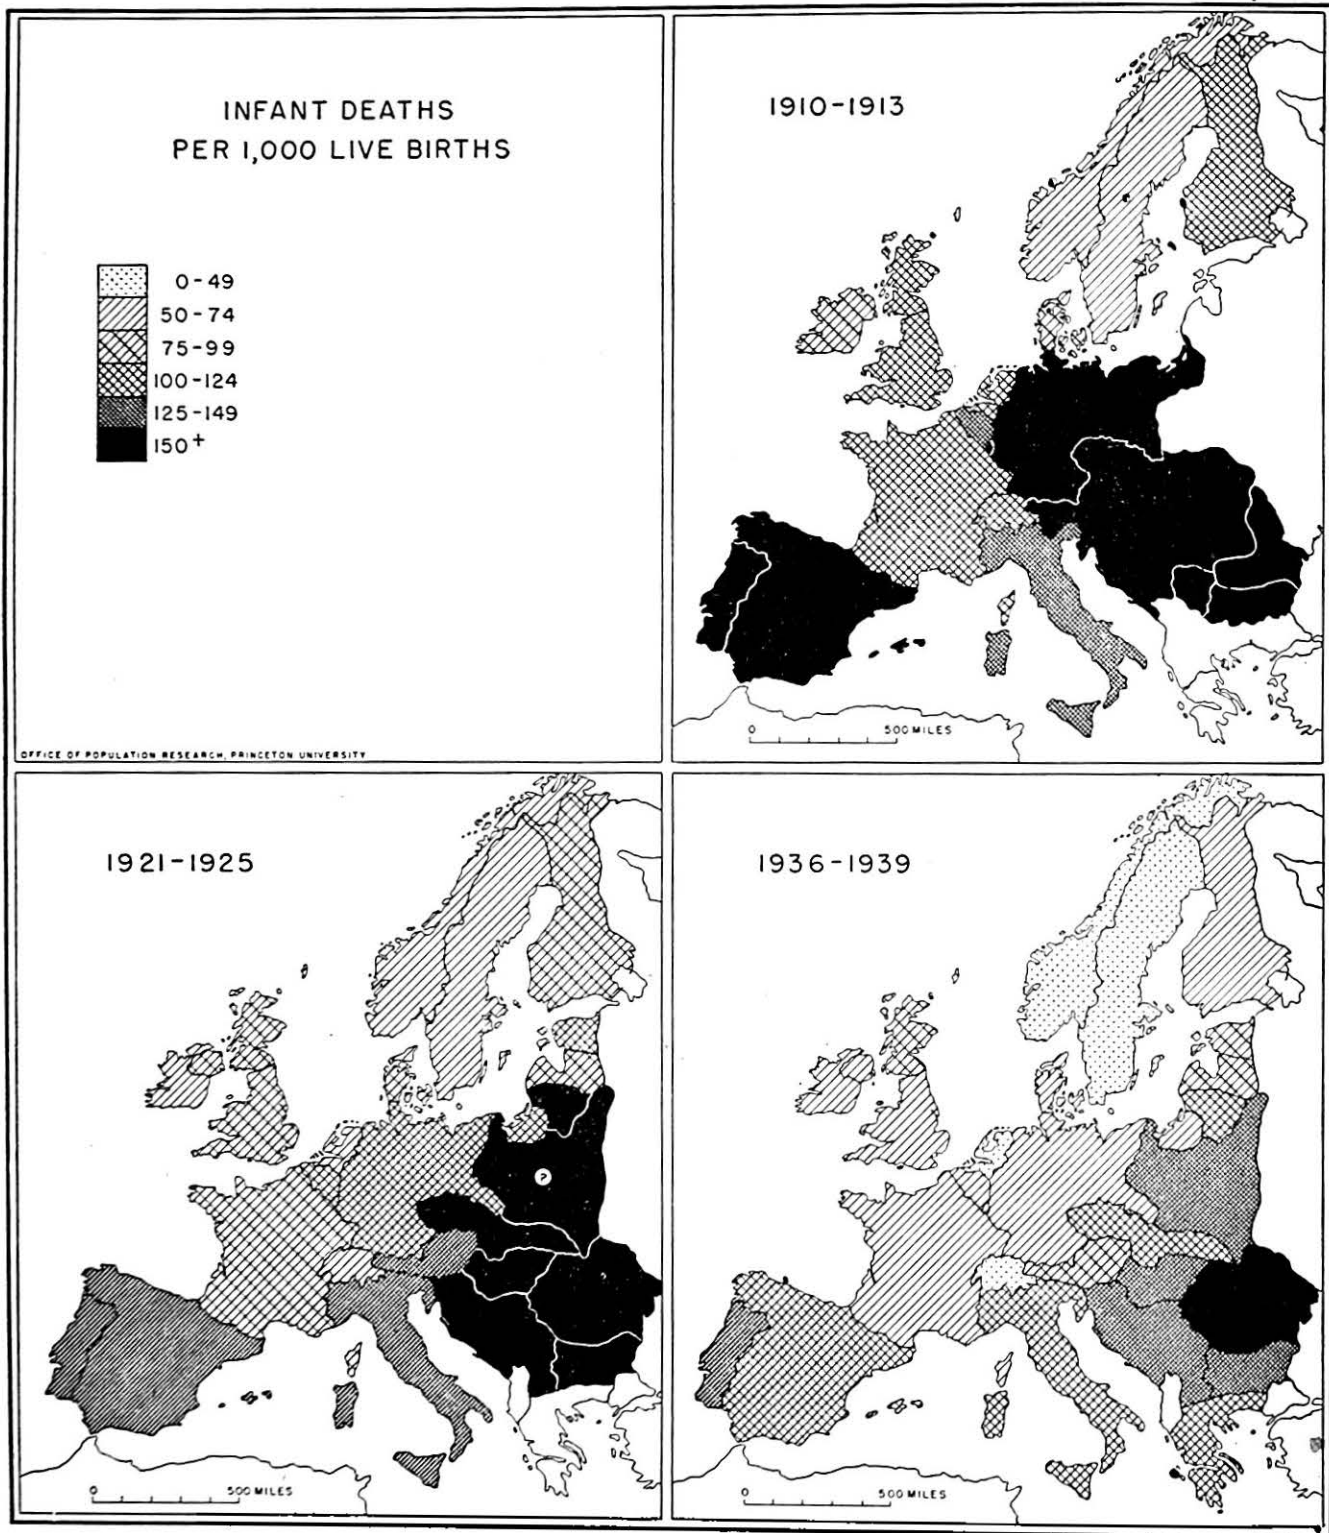 INFANT DEATHS
PER 1,000 LIVE BIRTHS
0-49
50-74
75-99
100-124
125-149
150+
OFFICE OF POPULATION RESEARCH, PRINCETON UNIVERSITY
1910-1913
0 500 MILES
1921-1925
?
0 500 MILES
1936-1939
0 500 MILES